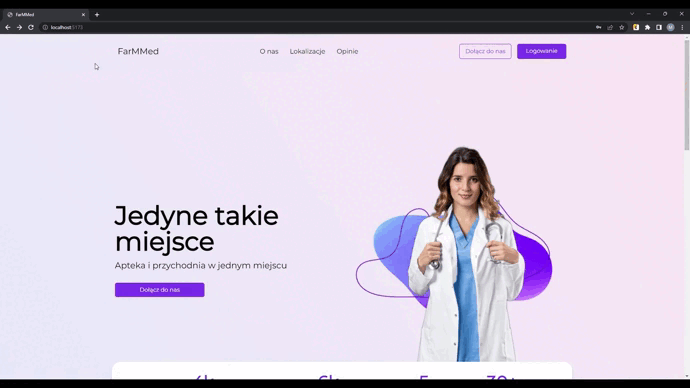 FarMMed
localhost:5173
FarMMed
O nas
Lokalizacje
Opinie
Dołącz do nas
Logowanie
Jedyne takie
miejsce
Apteka i przychodnia w jednym miejscu
Dołącz do nas